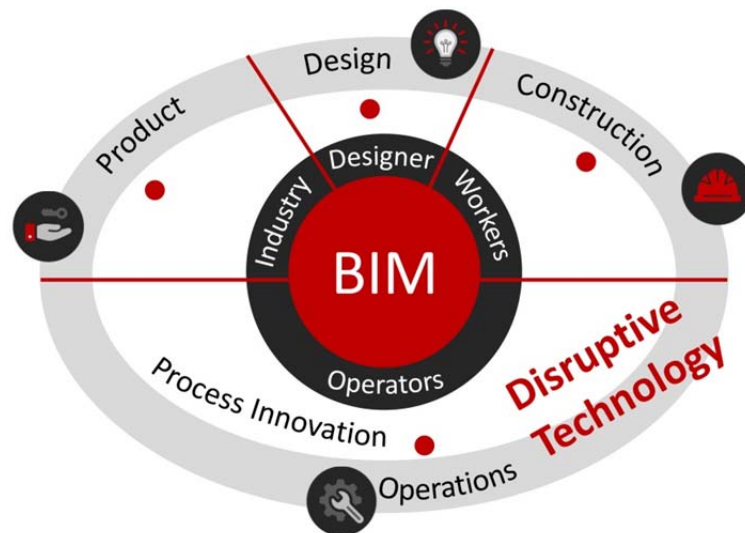 Design
Product
Construction
Designer
Industry
Workers
BIM
Operators
Process Innovation
Disruptive
Technology
Operations